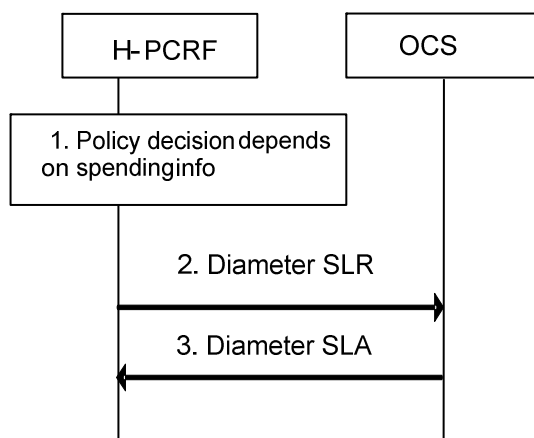 H-PCRF
OCS
1. Policy decision depends
on spendinginfo
2. Diameter SLR
3. Diameter SLA